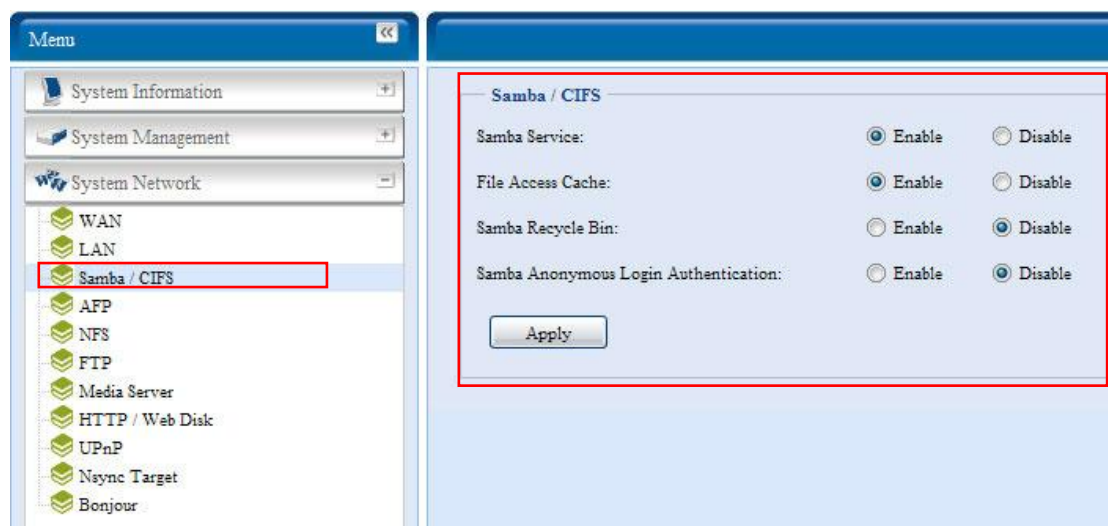 Menu
System Information
System Management
System Network
WAN
LAN
Samba / CIFS
AFP
NFS
FTP
Media Server
HTTP / Web Disk
UPnP
Nsync Target
Bonjour
Samba / CIFS
Samba Service: Enable Disable
File Access Cache: Enable Disable
Samba Recycle Bin: Enable Disable
Samba Anonymous Login Authentication: Enable Disable
Apply